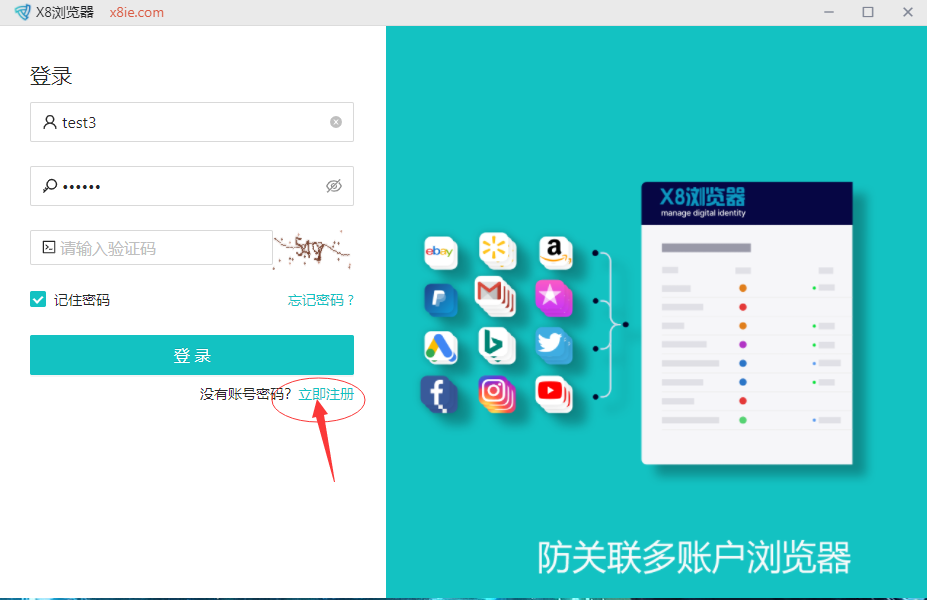 X8浏览器 x8ie.com
登录
test3
••••••
请输入验证码
记住密码 忘记密码 ?
登 录
没有账号密码? 立即注册
X8浏览器
manage digital identity
ebay
a
防关联多账户浏览器